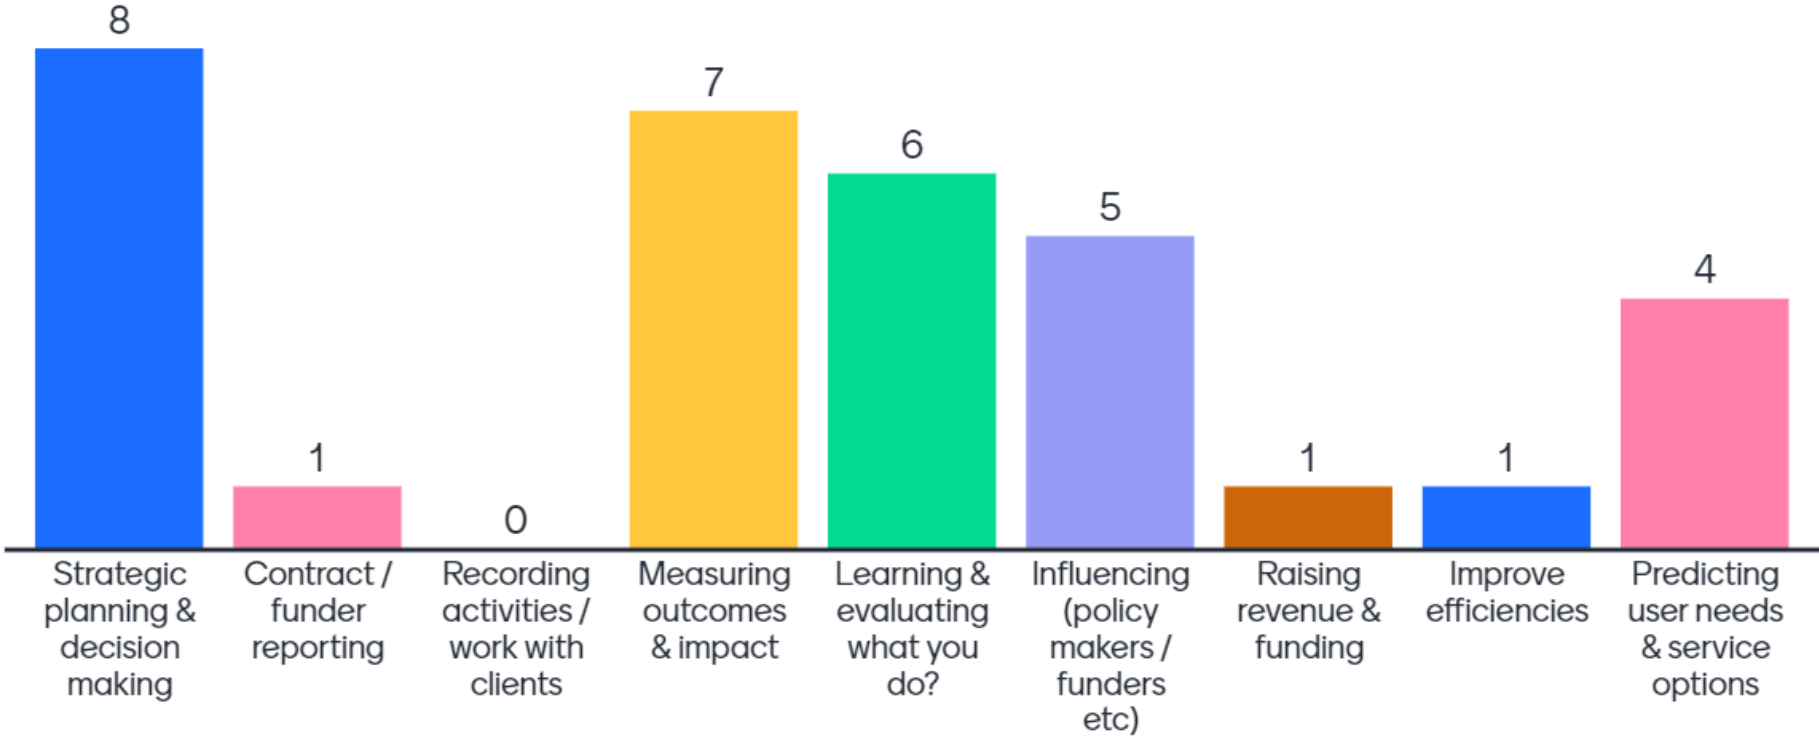 8
1
0
7
6
5
1
1
4
Strategic
planning &
decision
making
Contract /
funder
reporting
Recording
activities /
work with
clients
Measuring
outcomes
& impact
Learning &
evaluating
what you
do?
Influencing
(policy
makers /
funders
etc)
Raising
revenue &
funding
Improve
efficiencies
Predicting
user needs
& service
options